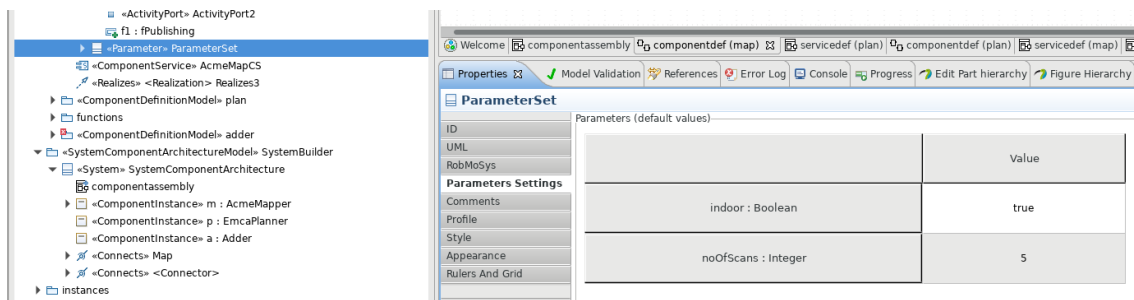 «ActivityPort» ActivityPort2
f1 : fPublishing
«Parameter» ParameterSet
«ComponentService» AcmeMapCS
«Realizes» <Realization> Realizes3
«ComponentDefinitionModel» plan
functions
«ComponentDefinitionModel» adder
«SystemComponentArchitectureModel» SystemBuilder
«System» SystemComponentArchitecture
componentassembly
«ComponentInstance» m : AcmeMapper
«ComponentInstance» p : EmcaPlanner
«ComponentInstance» a : Adder
«Connects» Map
«Connects» <Connector>
instances
Welcome componentassembly componentdef (map) servicedef (plan) componentdef (plan) servicedef (map)
Properties Model Validation References Error Log Console Progress Edit Part hierarchy Figure Hierarchy
ParameterSet
ID
UML
RobMoSys
Parameters Settings
Comments
Profile
Style
Appearance
Rulers And Grid
Parameters (default values)
Value
indoor : Boolean true
noOfScans : Integer 5